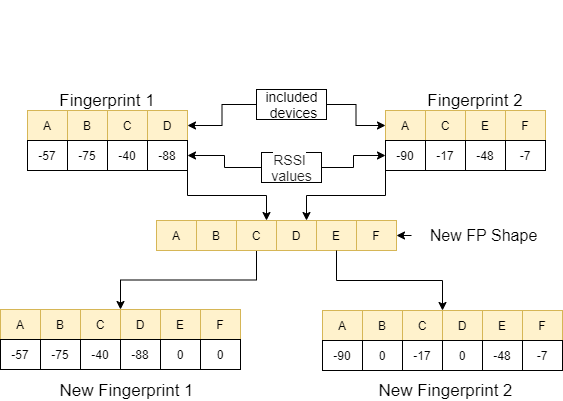 Fingerprint 1
included
devices
Fingerprint 2
A B C D
A C E F
-57 -75 -40 -88
RSSI
values
-90 -17 -48 -7
A B C D E F
New FP Shape
A B C D E F
A B C D E F
-57 -75 -40 -88 0 0
-90 0 -17 0 -48 -7
New Fingerprint 1
New Fingerprint 2